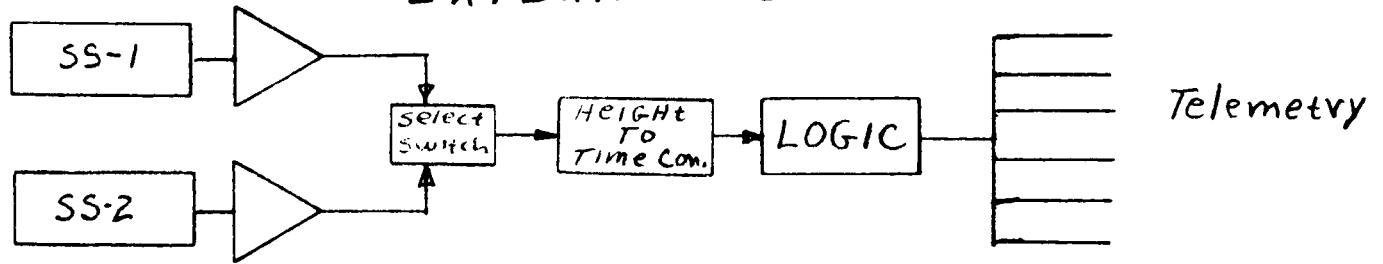 SS-1
SS-2
select
switch
HEIGHt
TO
Time Con.
LOGIC
Telemetry